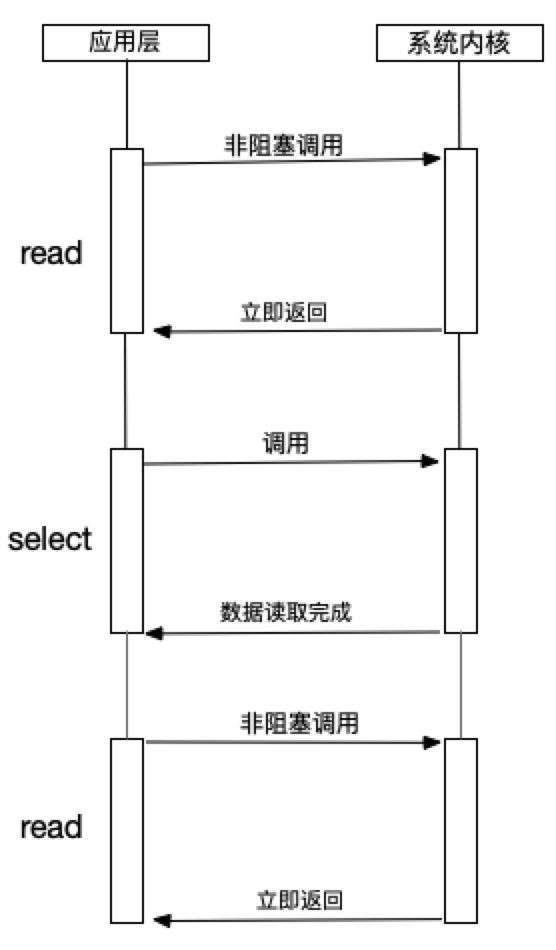 应用层
系统内核
非阻塞调用
read
立即返回
调用
select
数据读取完成
非阻塞调用
read
立即返回